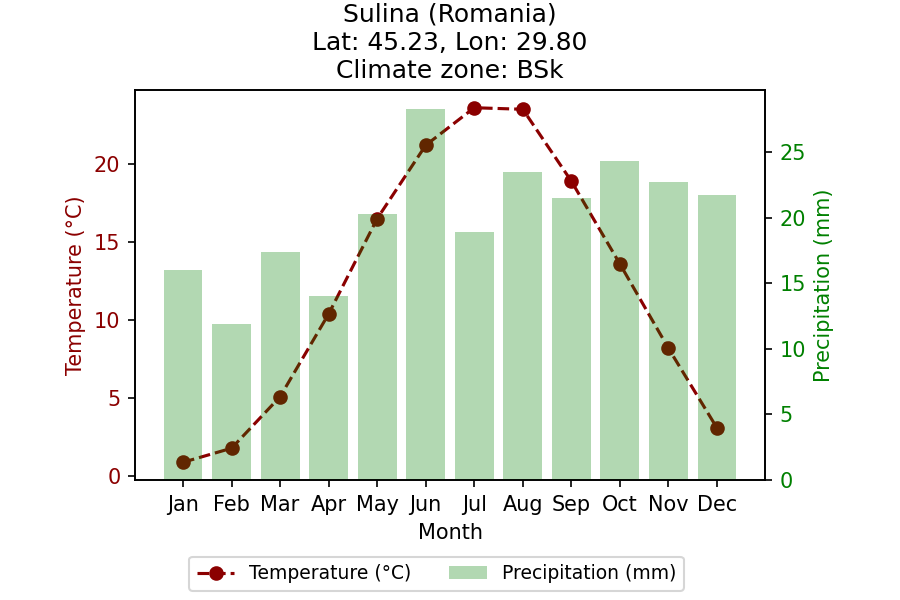 Sulina (Romania)
Lat: 45.23, Lon: 29.80
Climate zone: BSk
Temperature (°C)
20
15
10
5
0
Precipitation (mm)
25
20
15
10
5
0
Jan Feb Mar Apr May Jun Jul Aug Sep Oct Nov Dec
Month
Temperature (°C) Precipitation (mm)